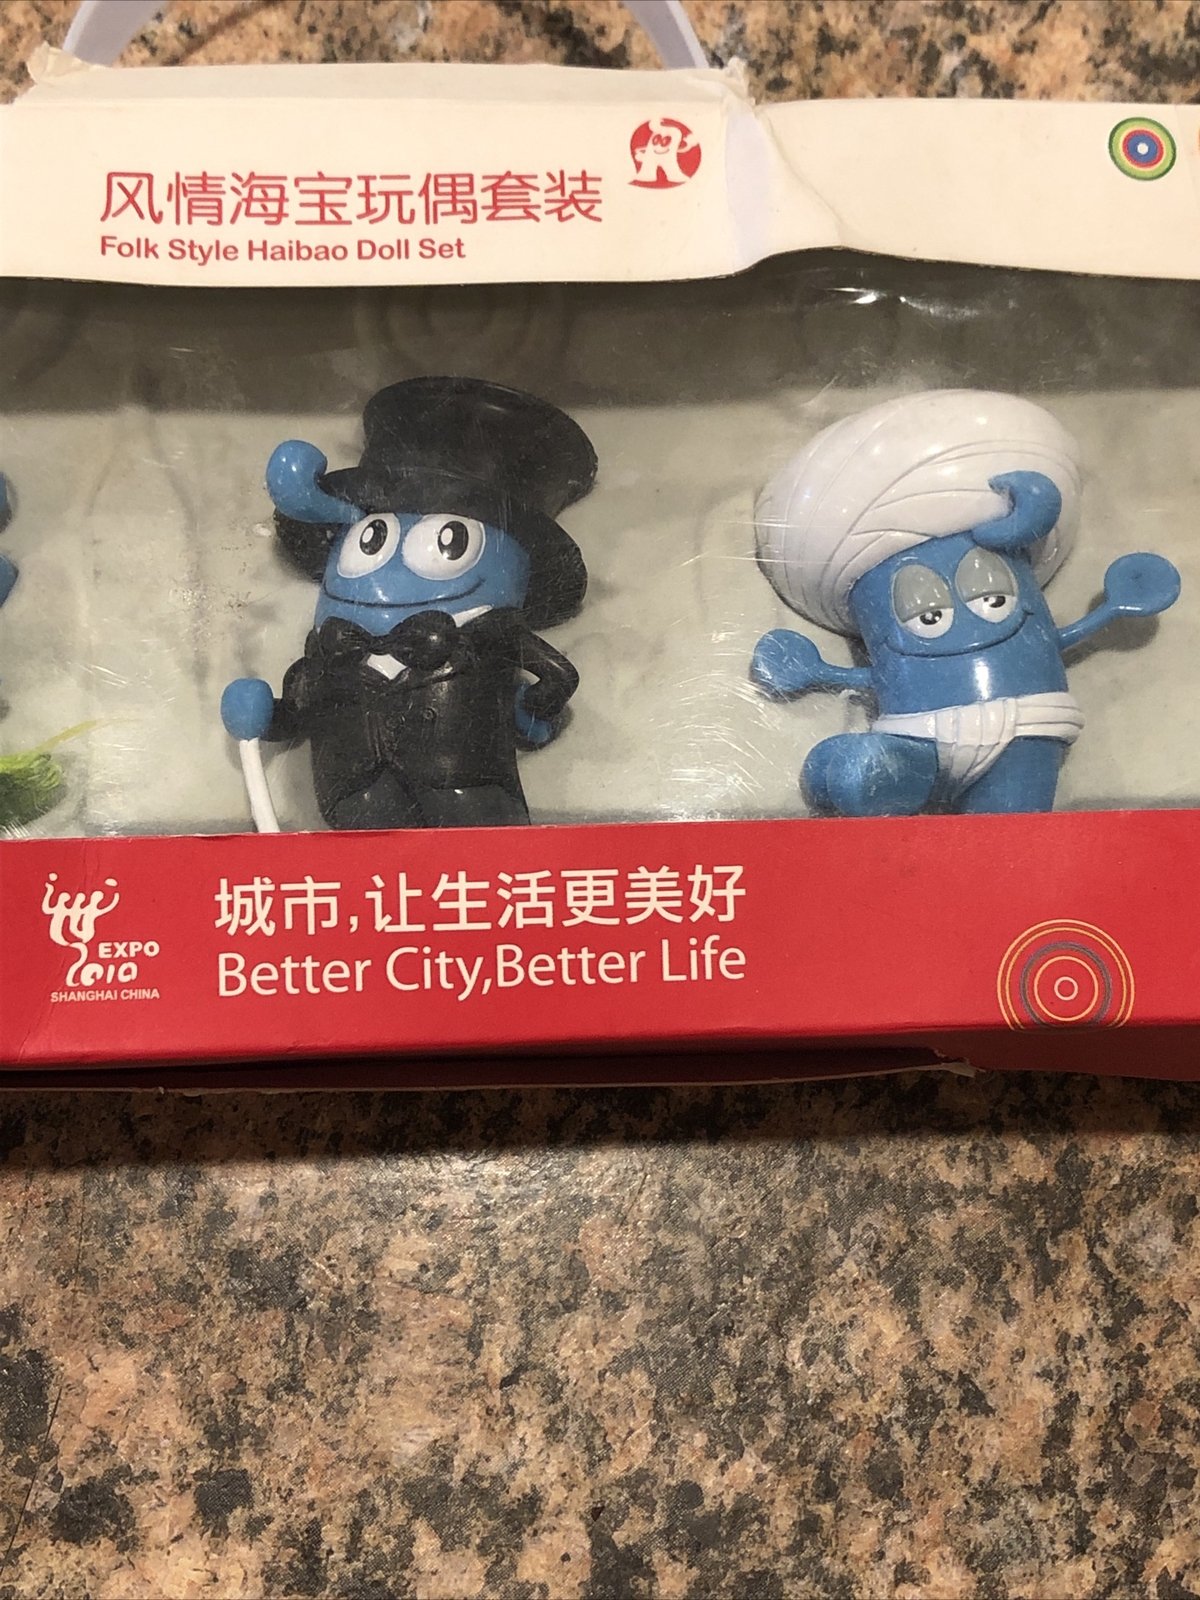 风情海宝玩偶套装
Folk Style Haibao Doll Set
城市,让生活更美好
Better City,Better Life
EXPO
2010
SHANGHAI CHINA